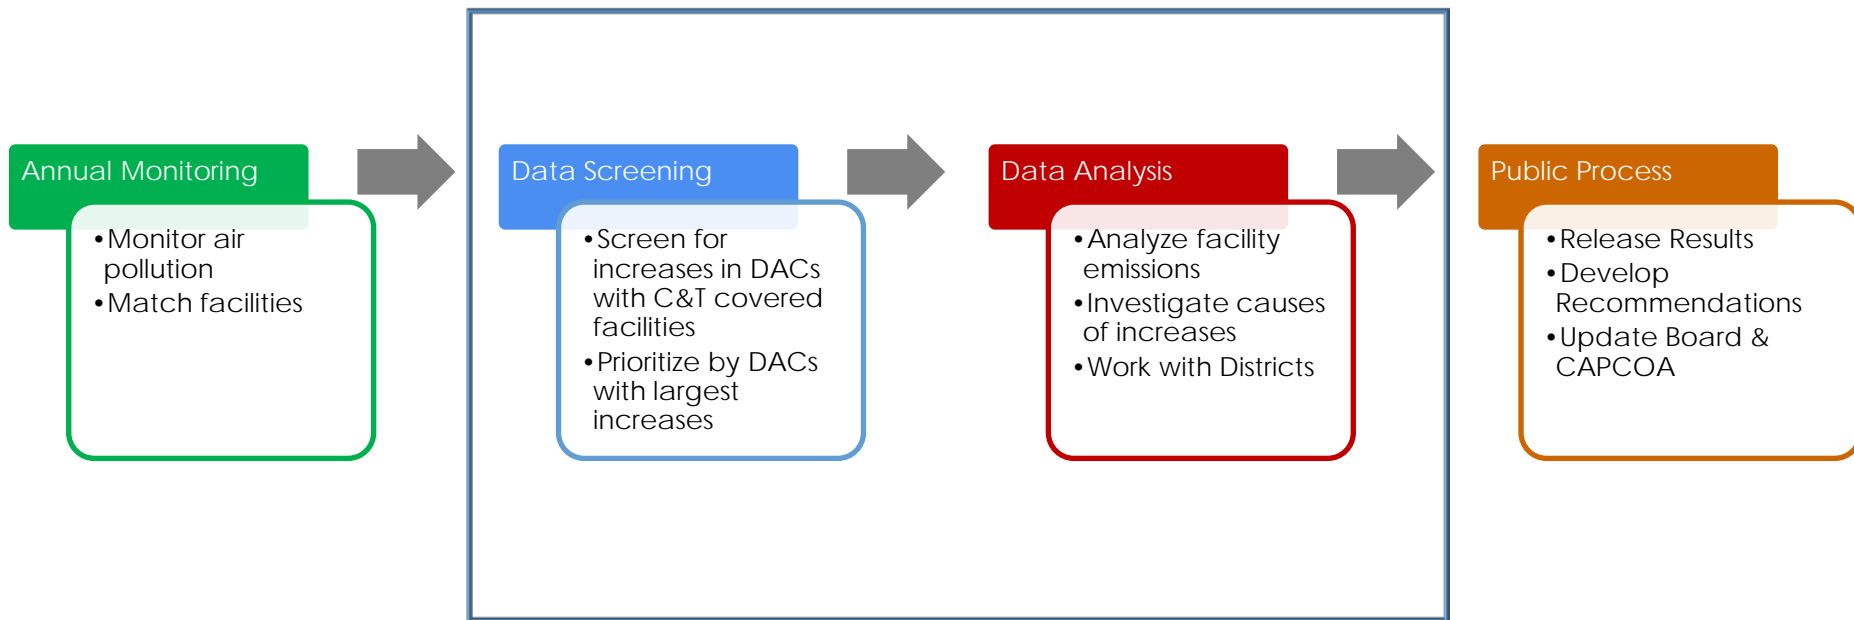 Annual Monitoring
•Monitor air
pollution
•Match facilities
Data Screening
•Screen for
increases in DACs
with C&T covered
facilities
•Prioritize by DACs
with largest
increases
Data Analysis
•Analyze facility
emissions
•Investigate causes
of increases
•Work with Districts
Public Process
•Release Results
•Develop
Recommendations
•Update Board &
CAPCOA